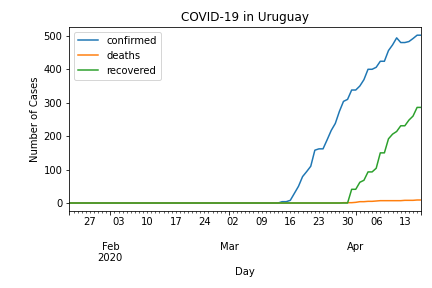 COVID-19 in Uruguay
Number of Cases
500
400
300
200
100
0
confirmed
deaths
recovered
27 03 10 17 24 02 09 16 23 30 06 13
Feb Mar Apr
2020
Day